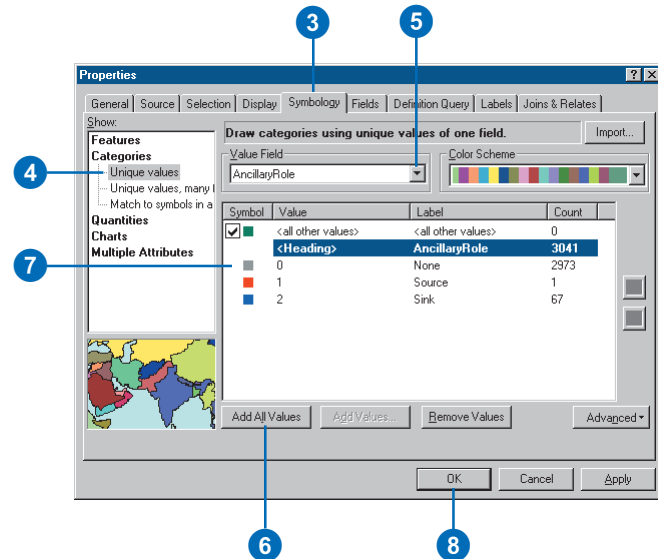 3
5
Properties
General Source Selection Display Symbology Fields Definition Query Labels Joins & Relates
Show:
Features
Categories
Unique values
Unique values, many
Match to symbols in a
Quantities
Charts
Multiple Attributes
4
Draw categories using unique values of one field.
Import...
Value Field
AncillaryRole
Color Scheme
Symbol Value Label Count
<all other values> <all other values> 0
<Heading> AncillaryRole 3041
0 None 2973
1 Source 1
2 Sink 67
7
Add All Values Add Values... Remove Values Advanced
OK Cancel Apply
6
8